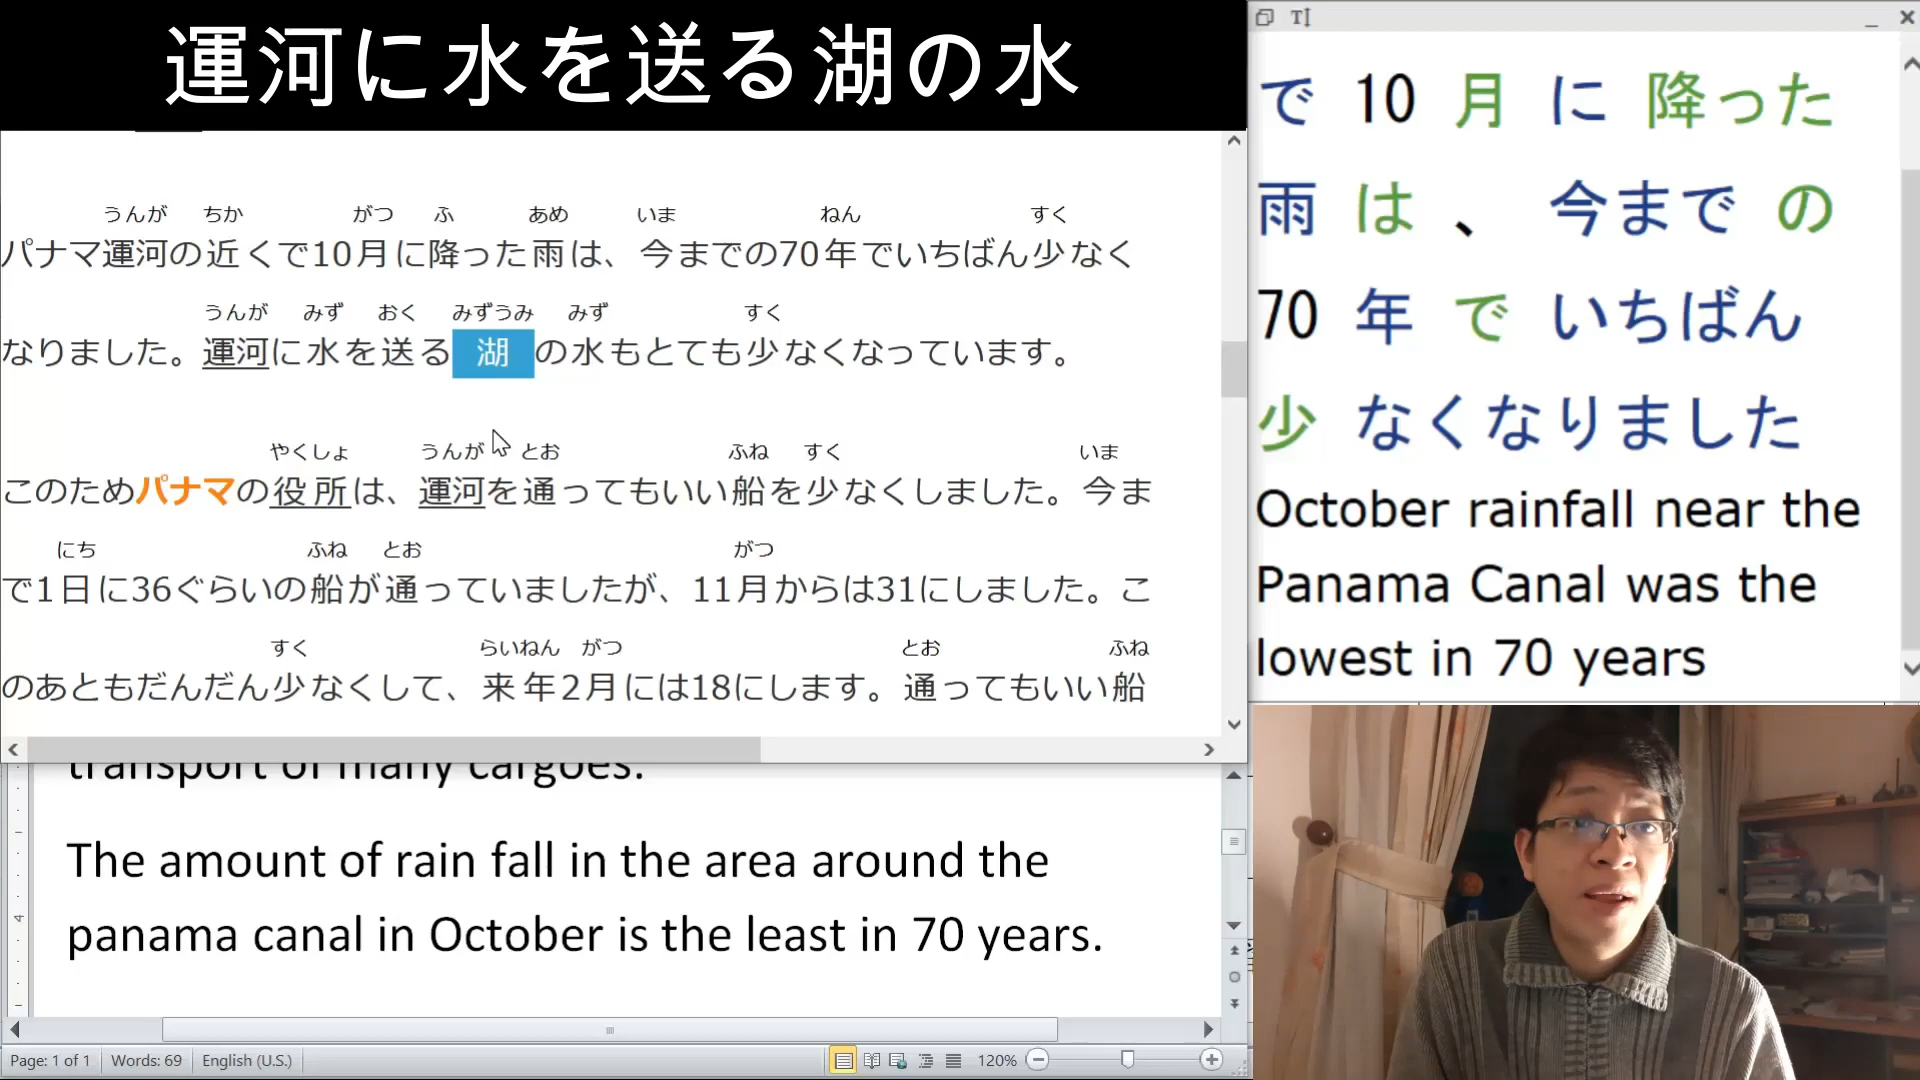 運河に水を送る湖の水
うんが ちか がつ ふ あめ いま ねん すく
パナマ運河の近くで10月に降った雨は、今までの70年でいちばん少なく
うんが みず おく みずうみ みず すく
なりました。運河に水を送る湖の水もとても少なくなっています。
やくしょ うんが とお ふね すく いま
このためパナマの役所は、運河を通ってもいい船を少なくしました。今ま
にち ふね とお がつ
で1日に36ぐらいの船が通っていましたが、11月からは31にしました。こ
すく らいねん がつ とお ふね
のあともだんだん少なくして、来年2月には18にします。通ってもいい船
transport of many cargoes.
The amount of rain fall in the area around the
panama canal in October is the least in 70 years.
4
Page: 1 of 1 Words: 69 English (U.S.) 120%
で 10 月 に 降った
雨 は 、 今まで の
70 年 で いちばん
少 なくなりました
October rainfall near the
Panama Canal was the
lowest in 70 years